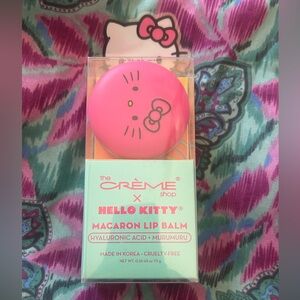 the
CRÈME®
shop
X
HELLO KITTY®
MACARON LIP BALM
HYALURONIC ACID + MURUMURU
MADE IN KOREA • CRUELTY-FREE